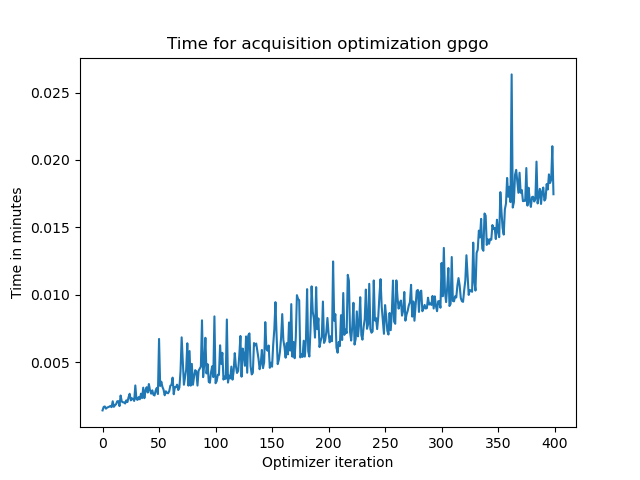 Time for acquisition optimization gpgo
0.025
0.020
0.015
0.010
0.005
Time in minutes
0 50 100 150 200 250 300 350 400
Optimizer iteration